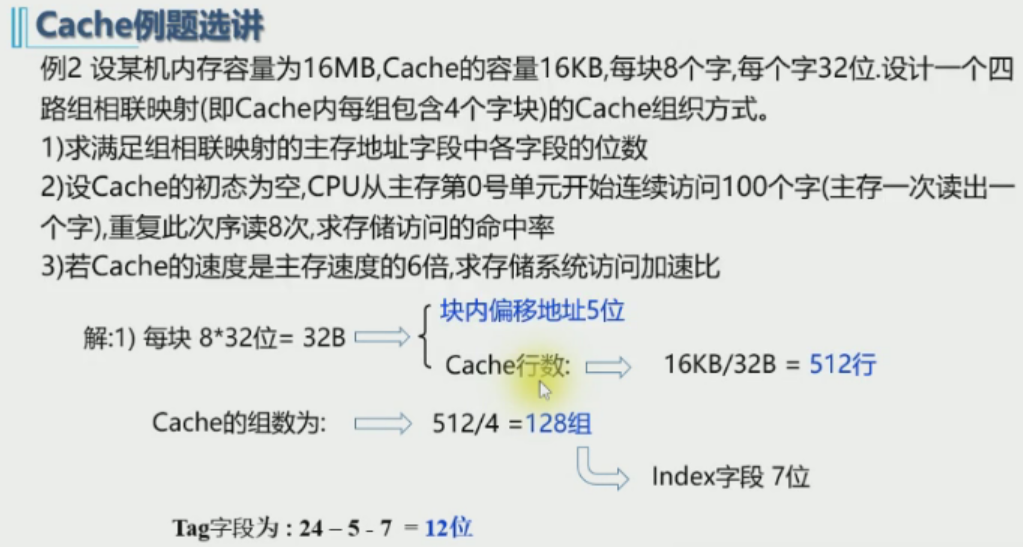 Cache例题选讲
例2 设某机内存容量为16MB,Cache的容量16KB,每块8个字,每个字32位.设计一个四
路组相联映射(即Cache内每组包含4个字块)的Cache组织方式。
1)求满足组相联映射的主存地址字段中各字段的位数
2)设Cache的初态为空,CPU从主存第0号单元开始连续访问100个字(主存一次读出一
个字),重复此次序读8次,求存储访问的命中率
3)若Cache的速度是主存速度的6倍,求存储系统访问加速比
块内偏移地址5位
解:1) 每块 8*32位= 32B
Cache行数: 16KB/32B = 512行
Cache的组数为: 512/4 =128组
Index字段 7位
Tag字段为 : 24 – 5 - 7 = 12位